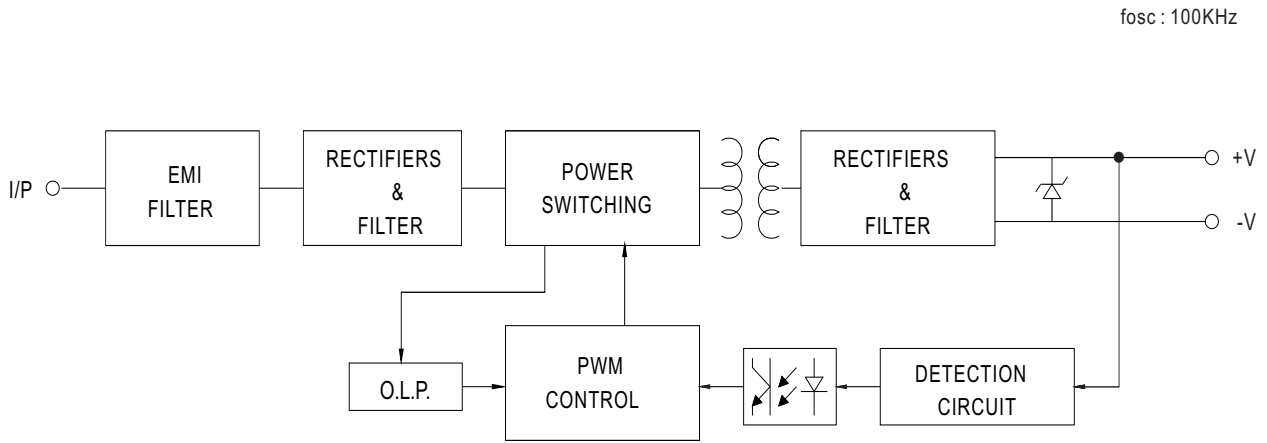 fosc : 100KHz
I/P
EMI
FILTER
RECTIFIERS
&
FILTER
POWER
SWITCHING
RECTIFIERS
&
FILTER
+V
-V
O.L.P.
PWM
CONTROL
DETECTION
CIRCUIT